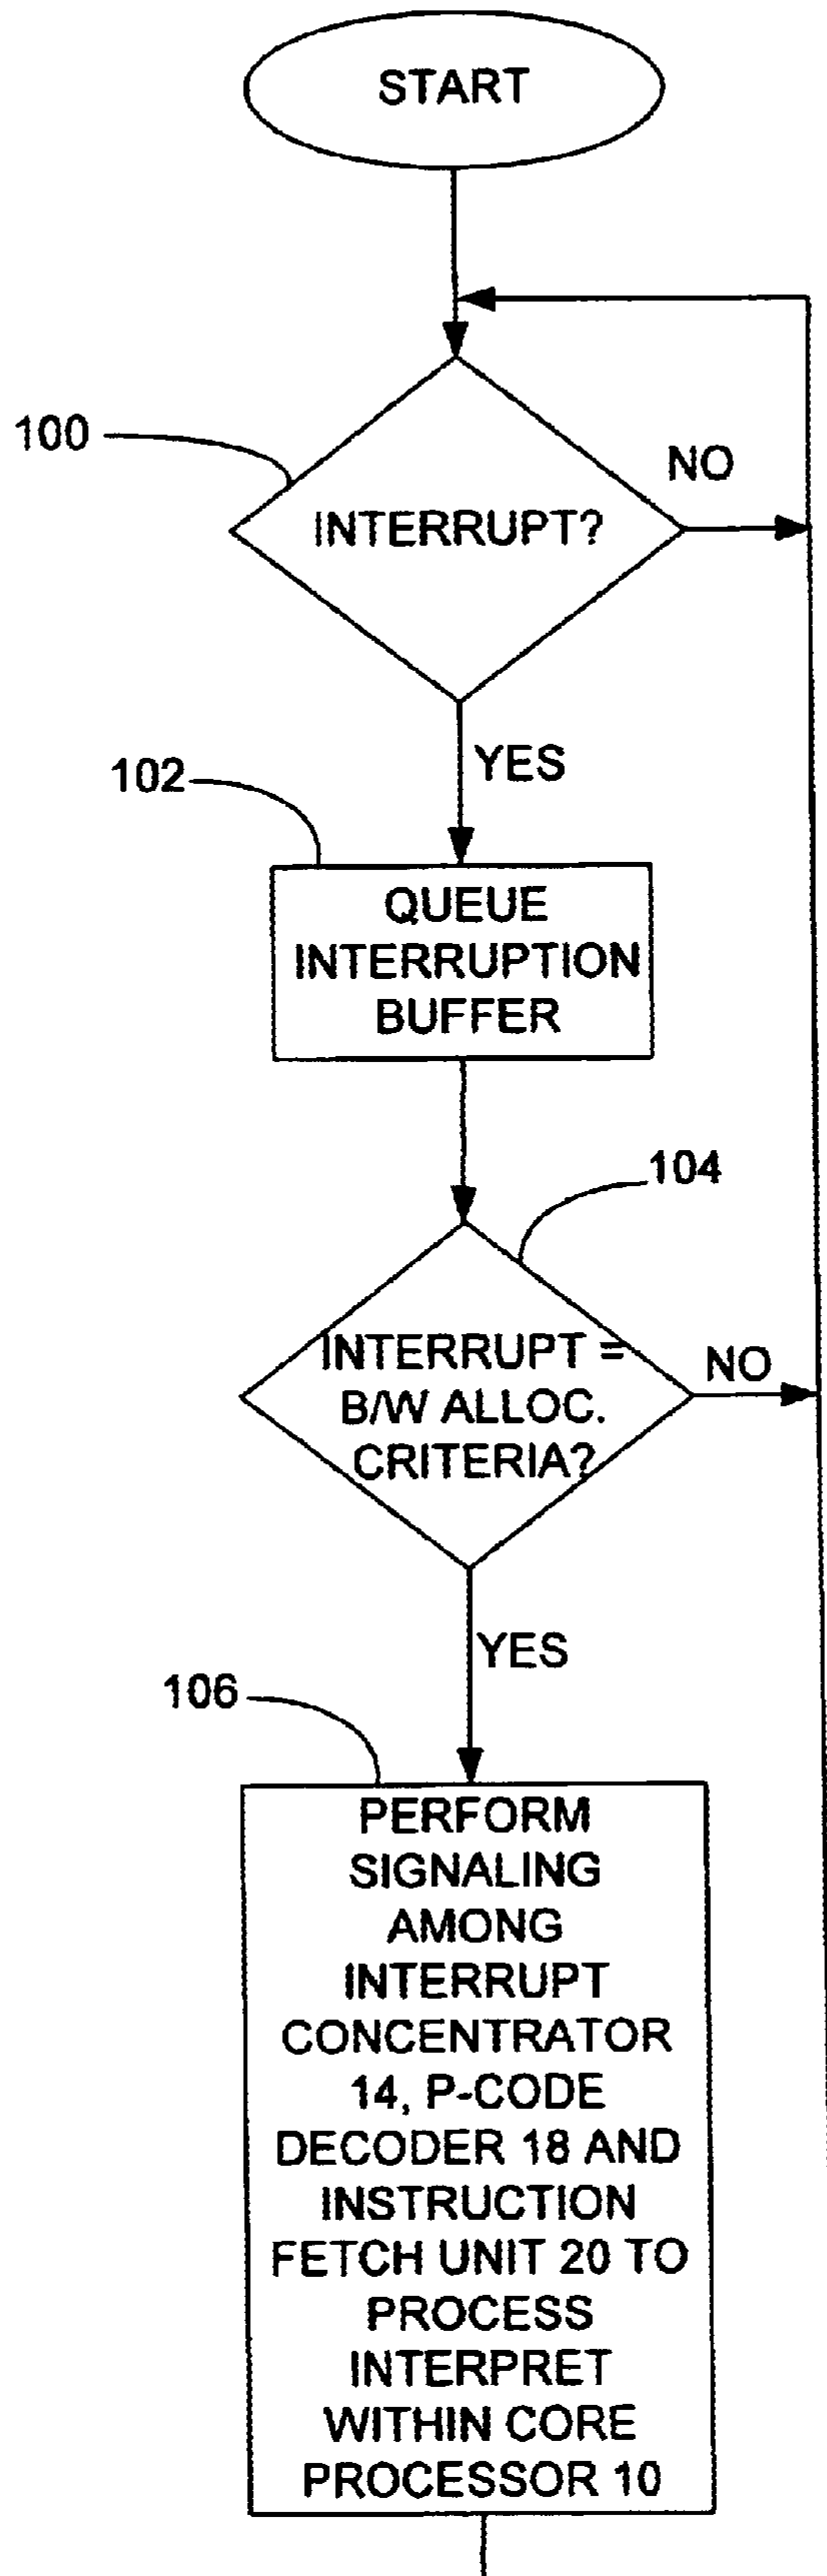 START
100
NO
INTERRUPT?
YES
102
QUEUE
INTERRUPTION
BUFFER
104
INTERRUPT =
B/W ALLOC.
CRITERIA?
NO
YES
106
PERFORM
SIGNALING
AMONG
INTERRUPT
CONCENTRATOR
14, P-CODE
DECODER 18 AND
INSTRUCTION
FETCH UNIT 20 TO
PROCESS
INTERPRET
WITHIN CORE
PROCESSOR 10